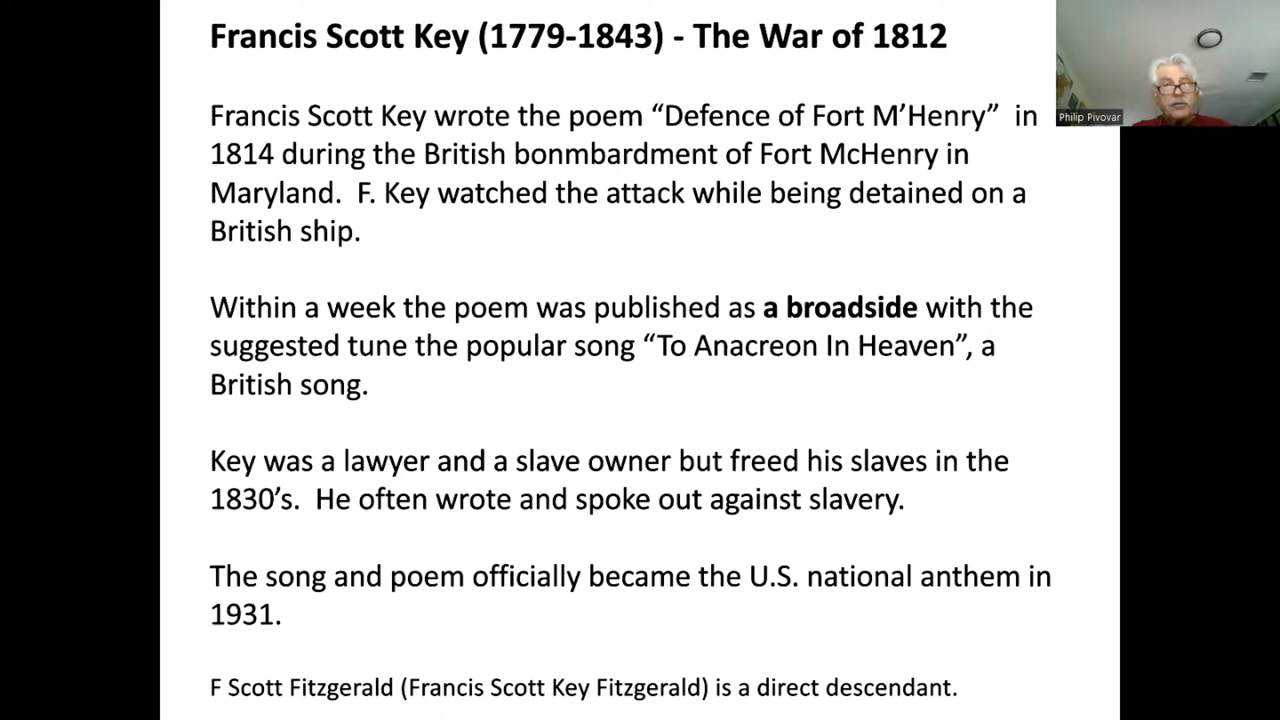 Francis Scott Key (1779-1843) - The War of 1812
Francis Scott Key wrote the poem “Defence of Fort M’Henry”  in
1814 during the British bonmbardment of Fort McHenry in
Maryland.  F. Key watched the attack while being detained on a
British ship.
Within a week the poem was published as a broadside with the
suggested tune the popular song “To Anacreon In Heaven”, a
British song.
Key was a lawyer and a slave owner but freed his slaves in the
1830’s.  He often wrote and spoke out against slavery.
The song and poem officially became the U.S. national anthem in
1931.
F Scott Fitzgerald (Francis Scott Key Fitzgerald) is a direct descendant.
Philip Pivovar